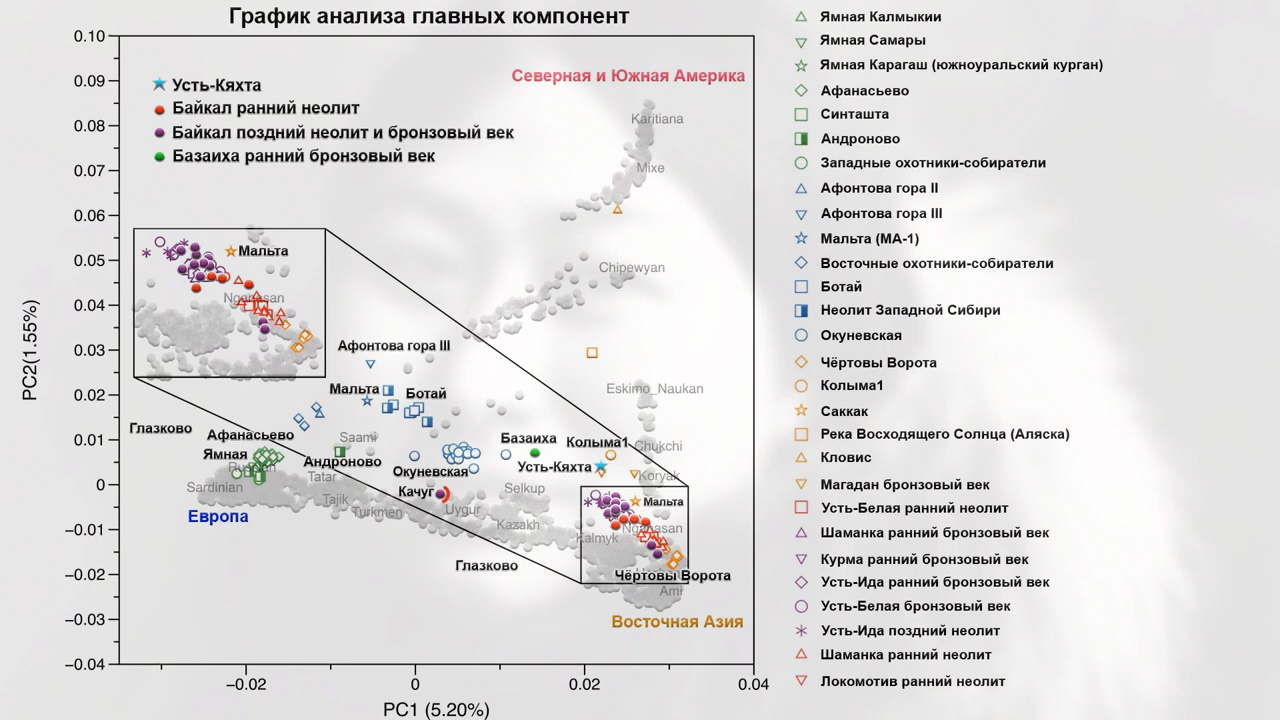 График анализа главных компонент
0.10
0.09
0.08
0.07
0.06
0.05
0.04
0.03
0.02
0.01
0
−0.01
−0.02
−0.03
−0.04
PC2(1.55%)
−0.02
0
0.02
0.04
PC1 (5.20%)
Усть-Кяхта
Байкал ранний неолит
Байкал поздний неолит и бронзовый век
Базаиха ранний бронзовый век
Северная и Южная Америка
Karitiana
Mixe
Chipewyan
Мальта
Nganasan
Афонтова гора III
Мальта
Ботай
Eskimo_Naukan
Глазково
Афанасьево
Ямная
Saami
Андроново
Окуневская
Базаиха
Колыма1
Chukchi
Усть-Кяхта
Koryak
Sardinian
Tatar
Качуг
Selkup
Tajik
Turkmen
Uygur
Kazakh
Европа
Мальта
Nganasan
Kalmyk
Глазково
Чёртовы Ворота
Ami
Восточная Азия
Ямная Калмыкии
Ямная Самары
Ямная Карагаш (южноуральский курган)
Афанасьево
Синташта
Андроново
Западные охотники-собиратели
Афонтова гора II
Афонтова гора III
Мальта (МА-1)
Восточные охотники-собиратели
Ботай
Неолит Западной Сибири
Окуневская
Чёртовы Ворота
Колыма1
Саккак
Река Восходящего Солнца (Аляска)
Кловис
Магадан бронзовый век
Усть-Белая ранний неолит
Шаманка ранний бронзовый век
Курма ранний бронзовый век
Усть-Ида ранний бронзовый век
Усть-Белая бронзовый век
Усть-Ида поздний неолит
Шаманка ранний неолит
Локомотив ранний неолит